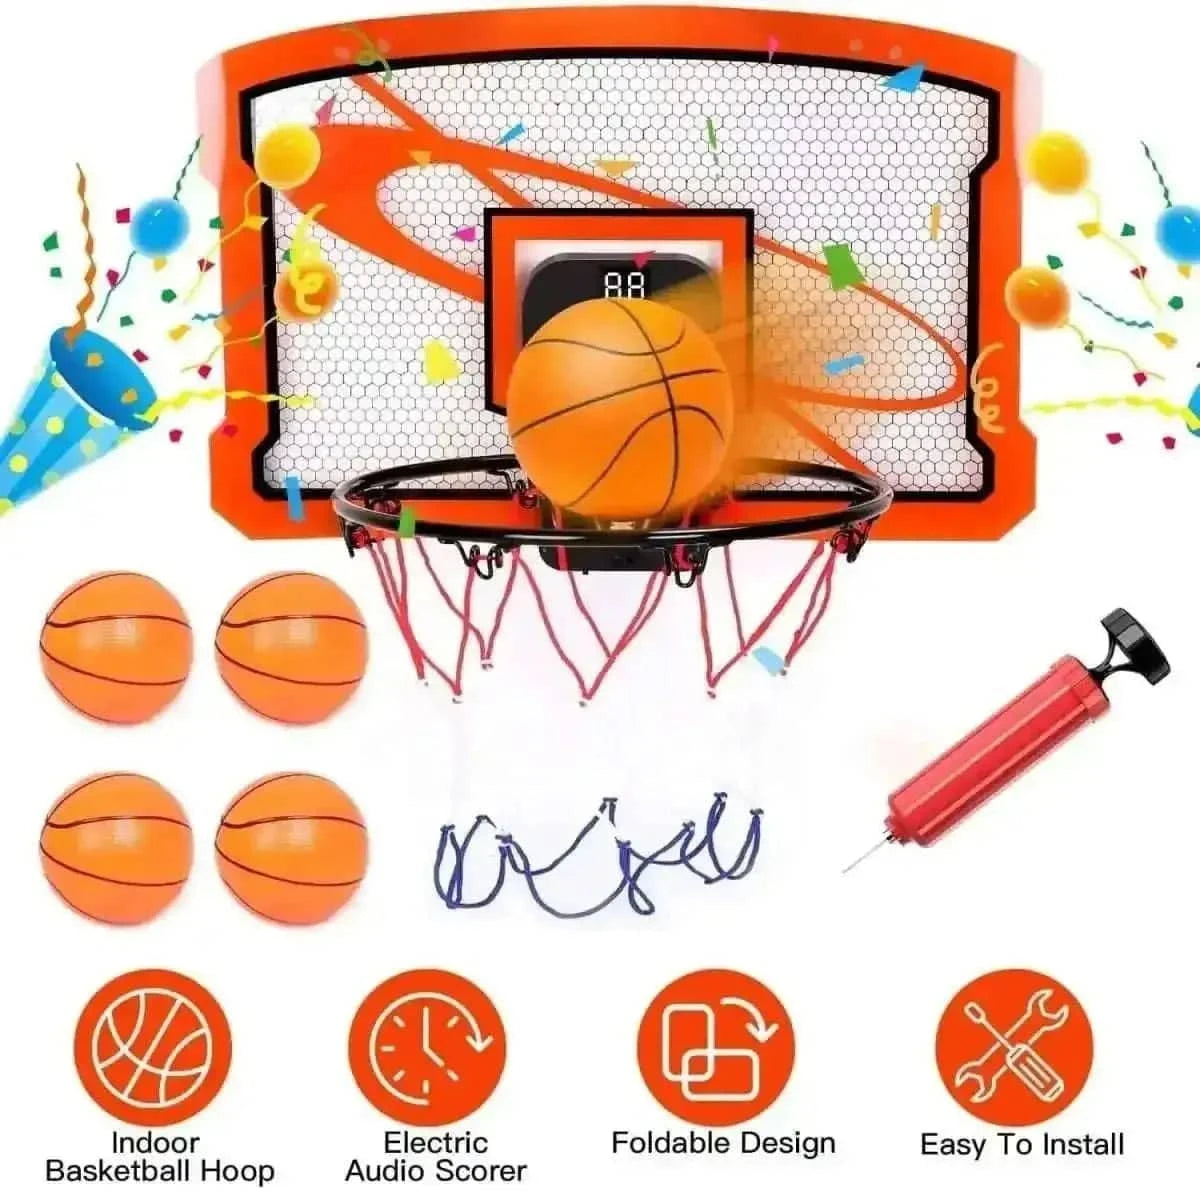 88
Indoor
Basketball Hoop
Electric
Audio Scorer
Foldable Design
Easy To Install